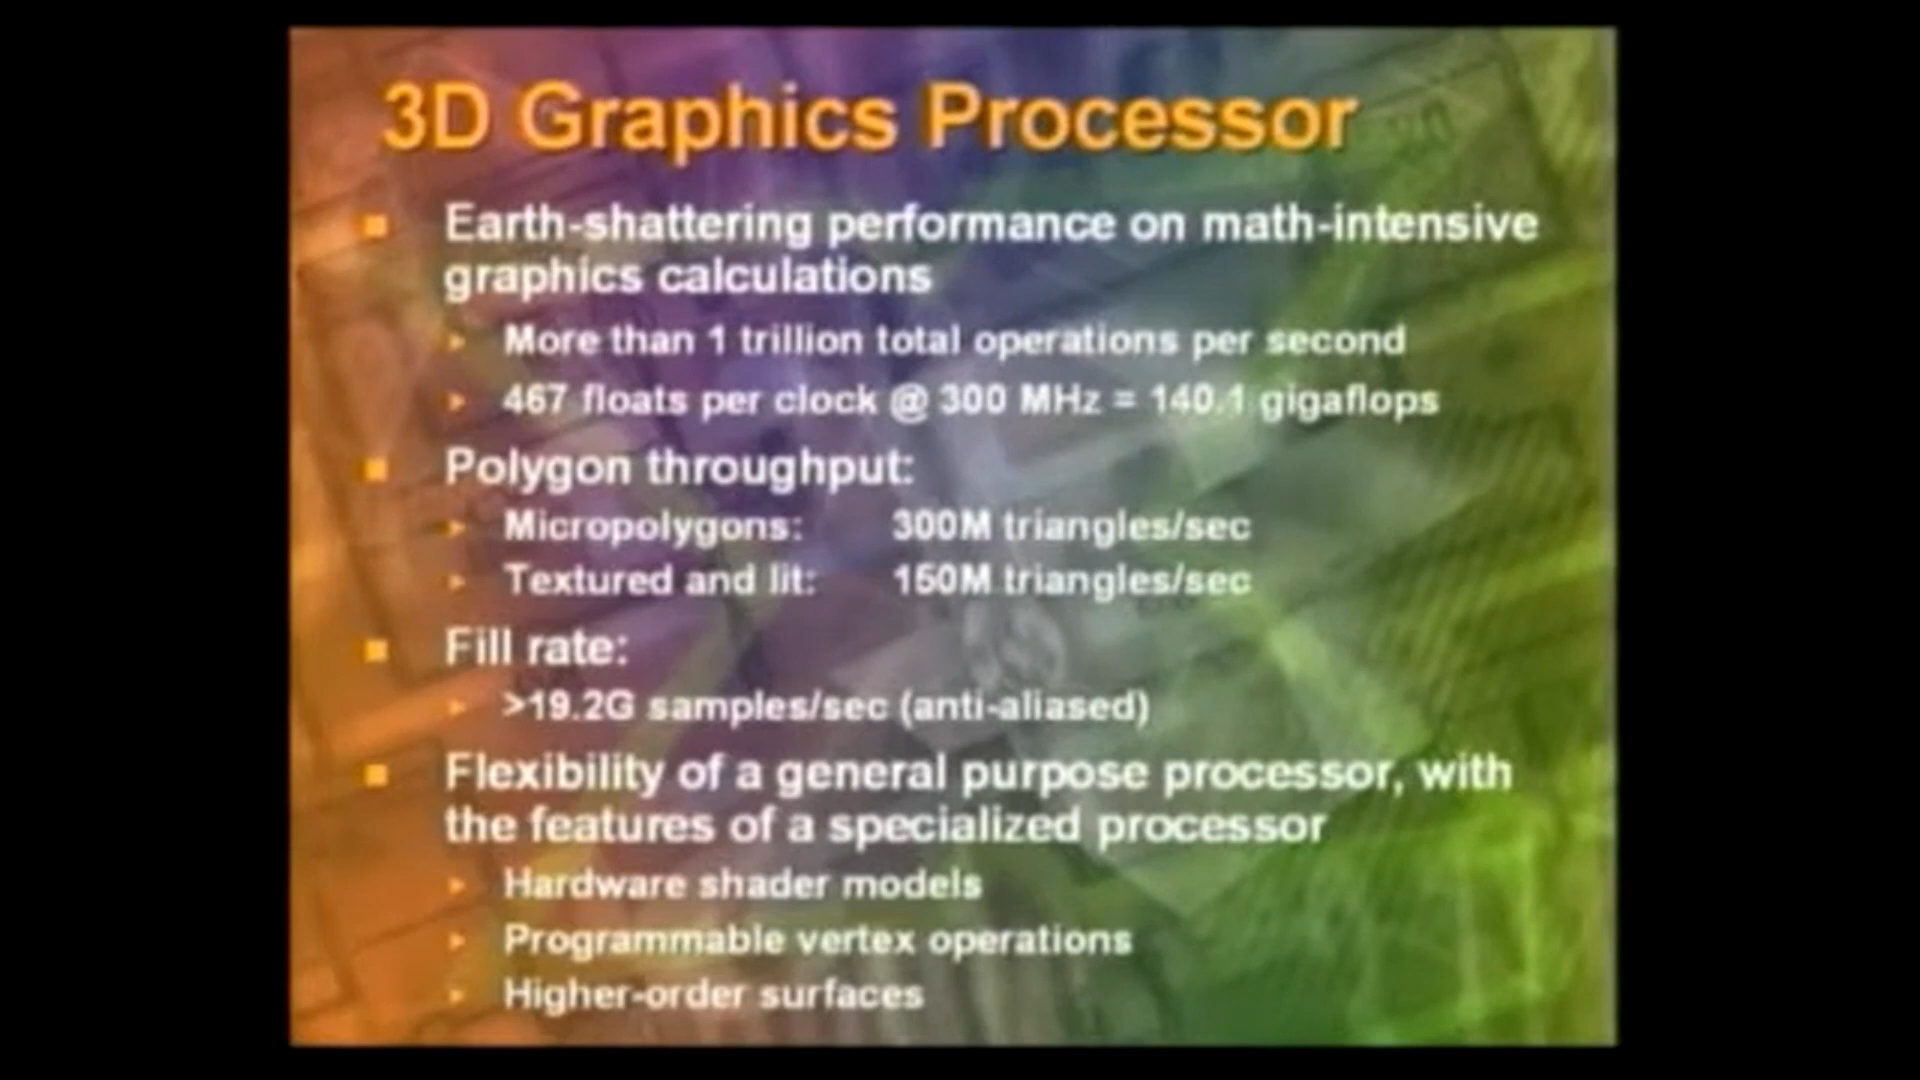 3D Graphics Processor
Earth-shattering performance on math-intensive
graphics calculations
More than 1 trillion total operations per second
467 floats per clock @ 300 MHz = 140.1 gigaflops
Polygon throughput:
Micropolygons: 300M triangles/sec
Textured and lit: 150M triangles/sec
Fill rate:
>19.2G samples/sec (anti-aliased)
Flexibility of a general purpose processor, with
the features of a specialized processor
Hardware shader models
Programmable vertex operations
Higher-order surfaces